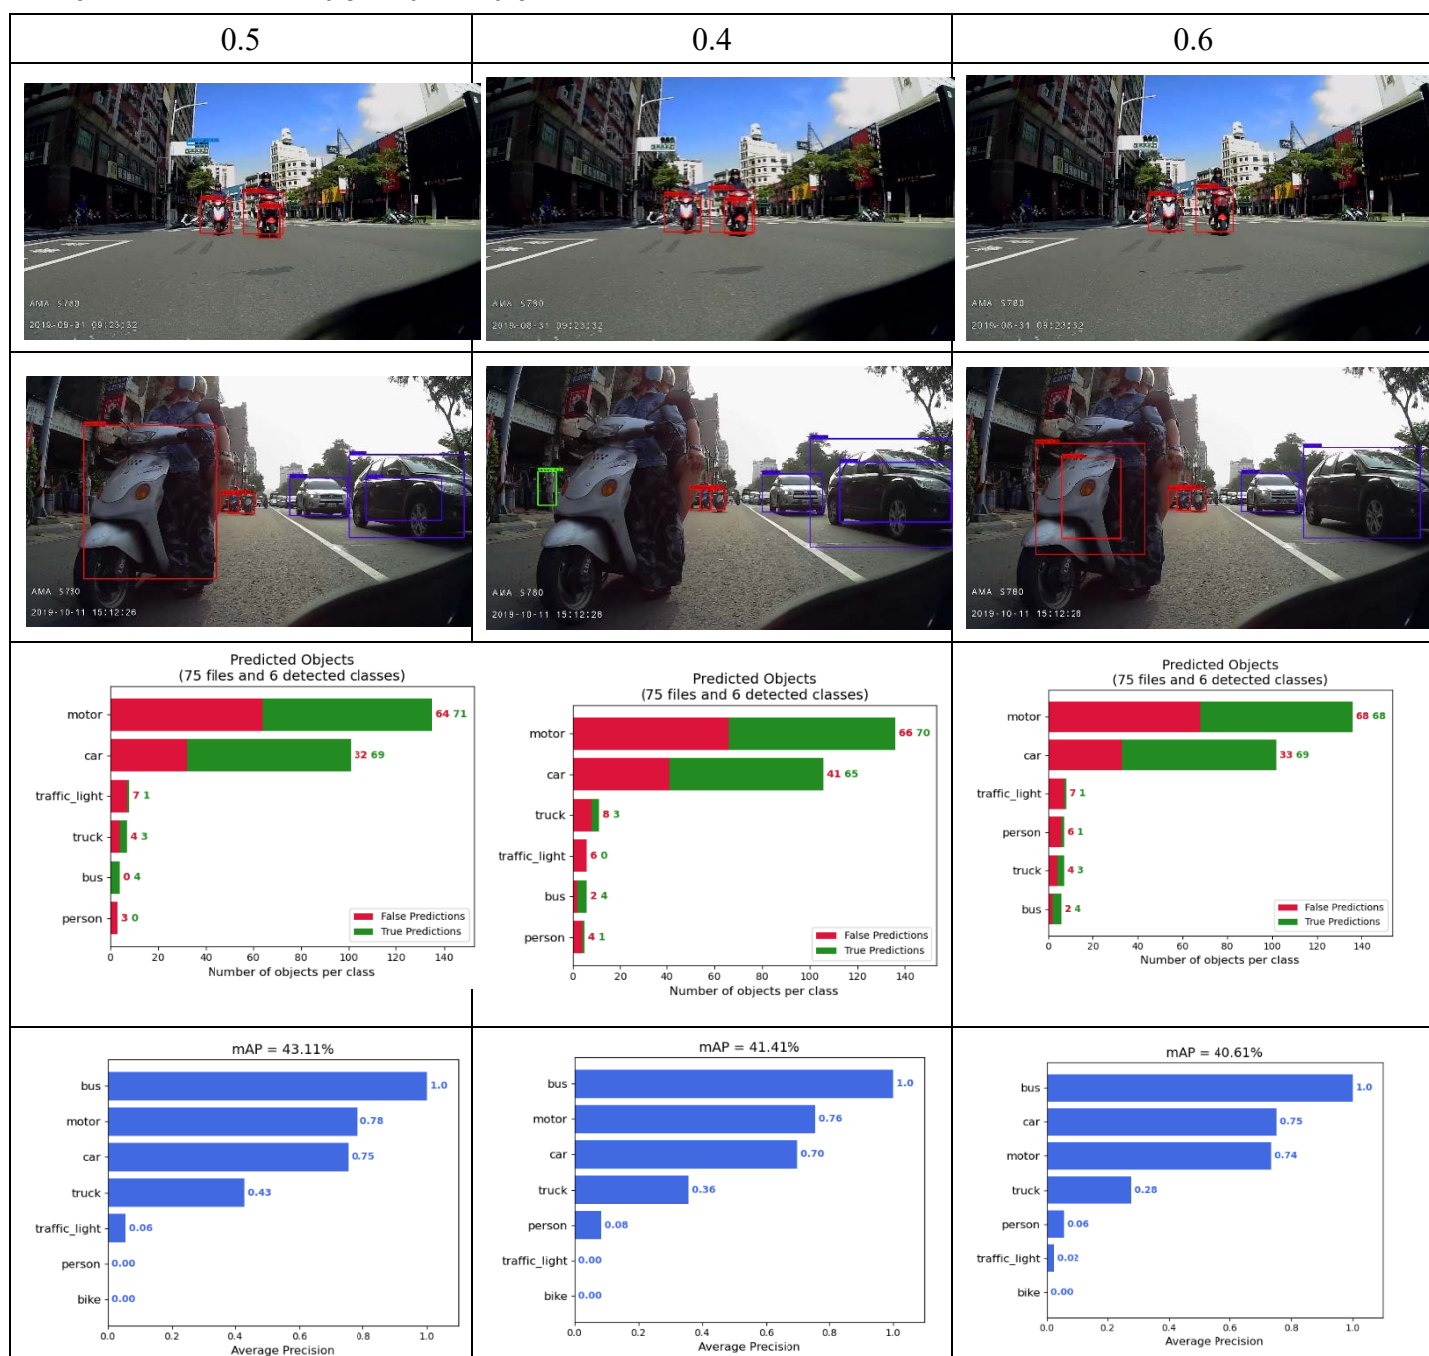 0.5
0.4
0.6
AMA S780
2019-08-31 09:23:32
AMA S780
2019-08-31 09:23:32
AMA S780
2019-08-31 09:23:32
AMA S780
2019-10-11 15:12:26
AMA S780
2019-10-11 15:12:26
AMA S780
2019-10-11 15:12:26
Predicted Objects
(75 files and 6 detected classes)
motor 64 71
car 32 69
traffic_light 7 1
truck 4 3
bus 0 4
person 3 0
False Predictions
True Predictions
0 20 40 60 80 100 120 140
Number of objects per class
Predicted Objects
(75 files and 6 detected classes)
motor 66 70
car 41 65
truck 8 3
traffic_light 6 0
bus 2 4
person 4 1
False Predictions
True Predictions
0 20 40 60 80 100 120 140
Number of objects per class
Predicted Objects
(75 files and 6 detected classes)
motor 68 68
car 33 69
traffic_light 7 1
person 6 1
truck 4 3
bus 2 4
False Predictions
True Predictions
0 20 40 60 80 100 120 140
Number of objects per class
mAP = 43.11%
bus 1.0
motor 0.78
car 0.75
truck 0.43
traffic_light 0.06
person 0.00
bike 0.00
0.0 0.2 0.4 0.6 0.8 1.0
Average Precision
mAP = 41.41%
bus 1.0
motor 0.76
car 0.70
truck 0.36
person 0.08
traffic_light 0.00
bike 0.00
0.0 0.2 0.4 0.6 0.8 1.0
Average Precision
mAP = 40.61%
bus 1.0
car 0.75
motor 0.74
truck 0.28
person 0.06
traffic_light 0.02
bike 0.00
0.0 0.2 0.4 0.6 0.8 1.0
Average Precision